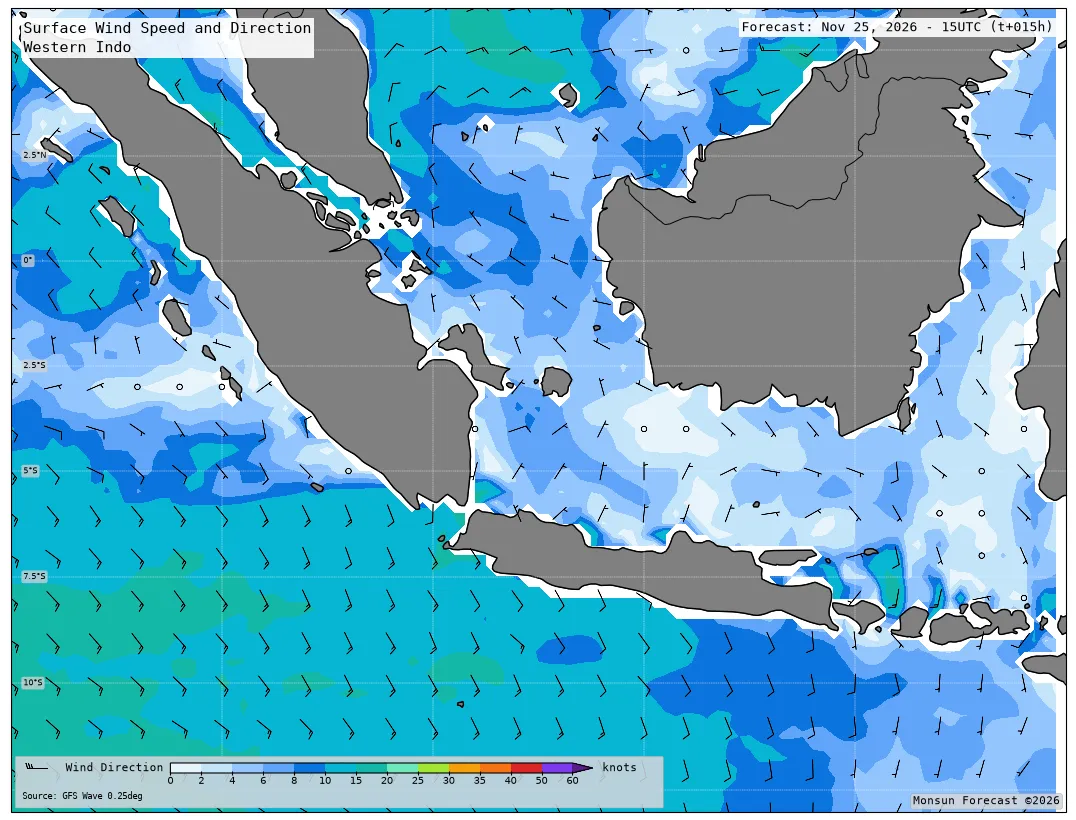 Surface Wind Speed and Direction
Western Indo
Forecast: Nov 25, 2026 - 15UTC (t+015h)
2.5°N
0°
2.5°S
5°S
7.5°S
10°S
Wind Direction
0 2 4 6 8 10 15 20 25 30 35 40 50 60
knots
Source: GFS Wave 0.25deg
Monsun Forecast ©2026